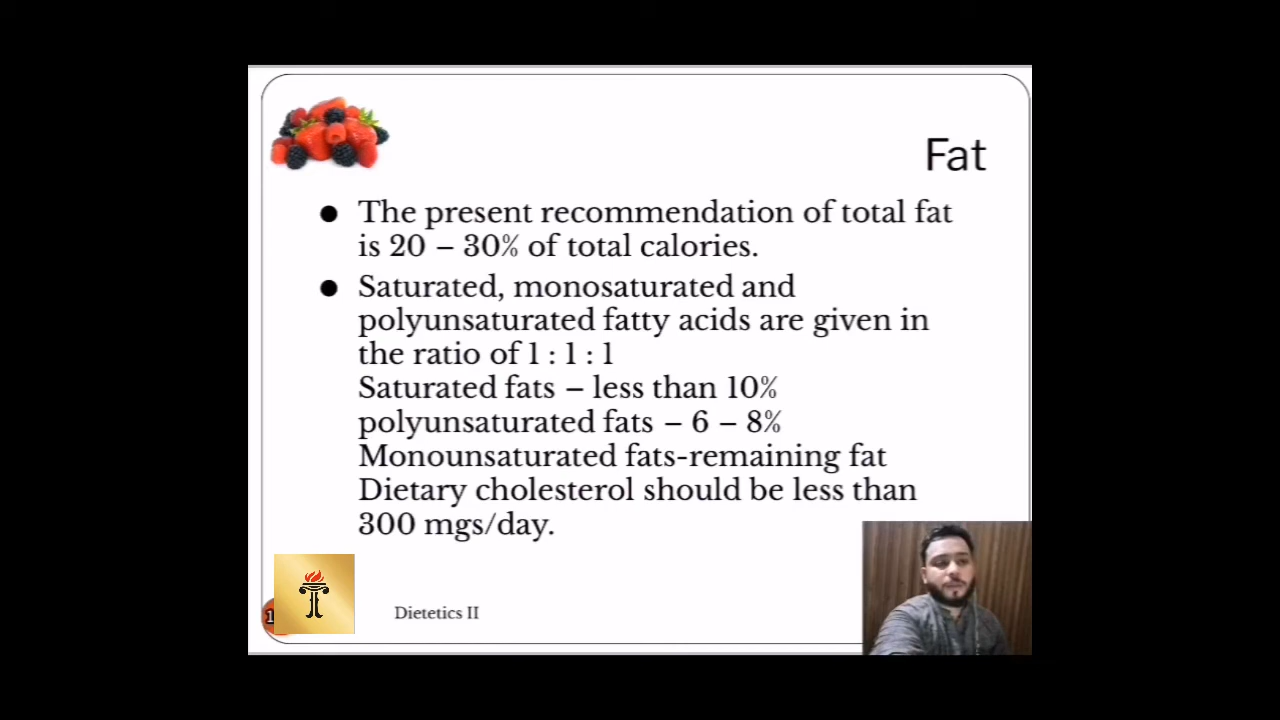 Fat
● The present recommendation of total fat
is 20 – 30% of total calories.
● Saturated, monosaturated and
polyunsaturated fatty acids are given in
the ratio of 1 : 1 : 1
Saturated fats – less than 10%
polyunsaturated fats – 6 – 8%
Monounsaturated fats-remaining fat
Dietary cholesterol should be less than
300 mgs/day.
Dietetics II